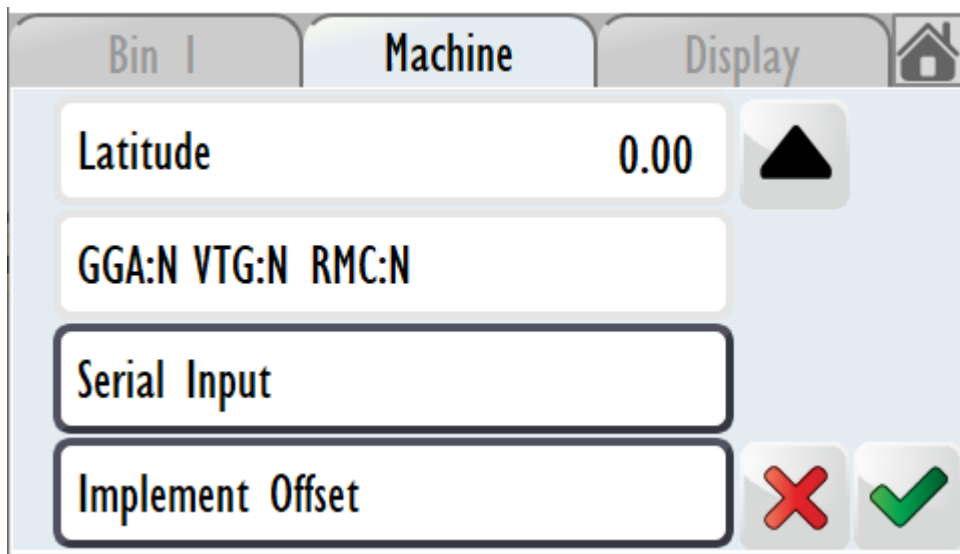 Bin 1 Machine Display
Latitude 0.00
GGA:N VTG:N RMC:N
Serial Input
Implement Offset